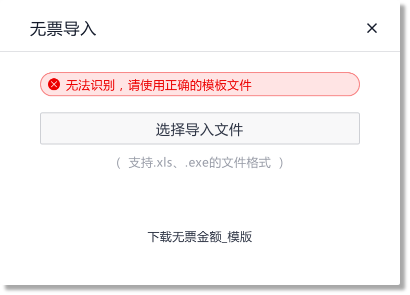 无票导入
无法识别，请使用正确的模板文件
选择导入文件
( 支持.xls、.exe的文件格式 )
下载无票金额_模版